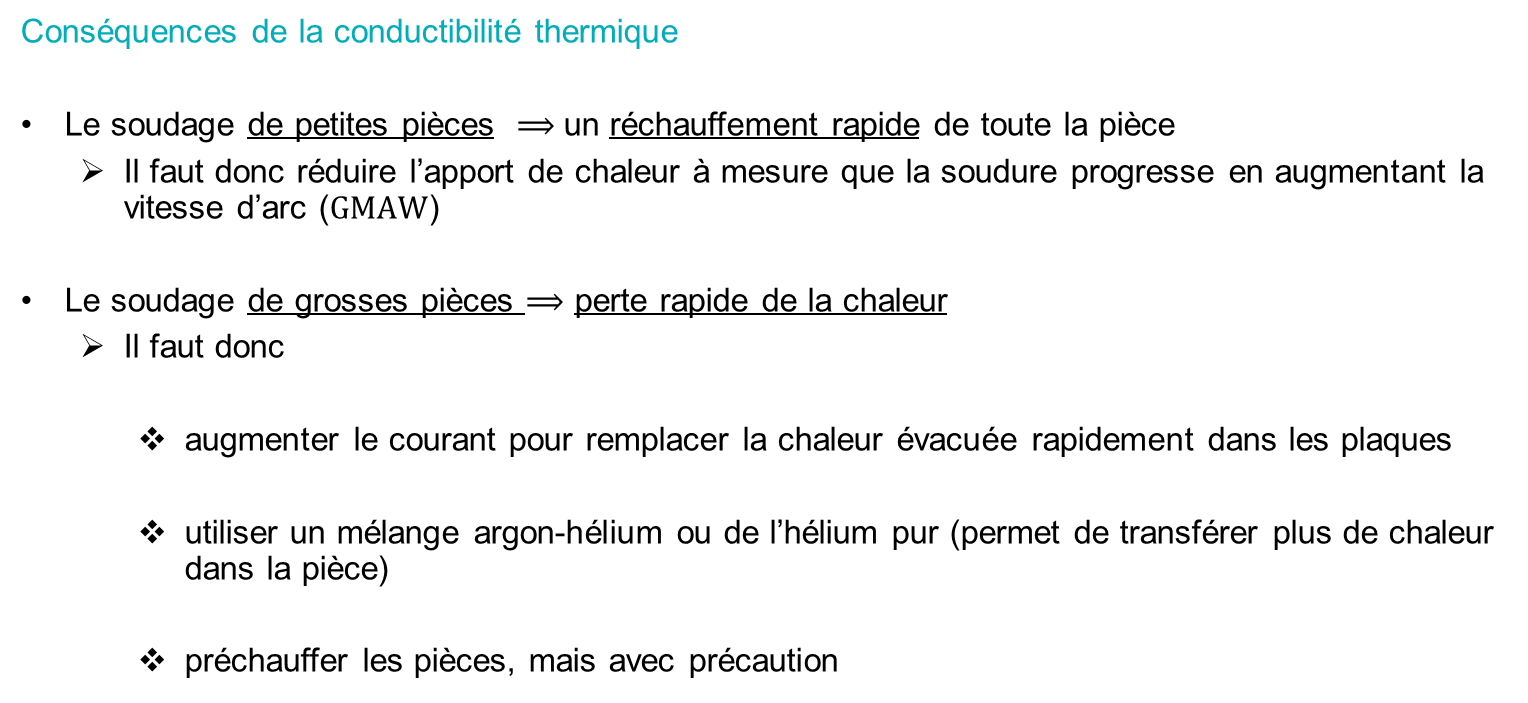 Conséquences de la conductibilité thermique
• Le soudage de petites pièces ⟹ un réchauffement rapide de toute la pièce
➢ Il faut donc réduire l’apport de chaleur à mesure que la soudure progresse en augmentant la
vitesse d’arc (GMAW)
• Le soudage de grosses pièces ⟹ perte rapide de la chaleur
➢ Il faut donc
❖ augmenter le courant pour remplacer la chaleur évacuée rapidement dans les plaques
❖ utiliser un mélange argon-hélium ou de l’hélium pur (permet de transférer plus de chaleur
dans la pièce)
❖ préchauffer les pièces, mais avec précaution